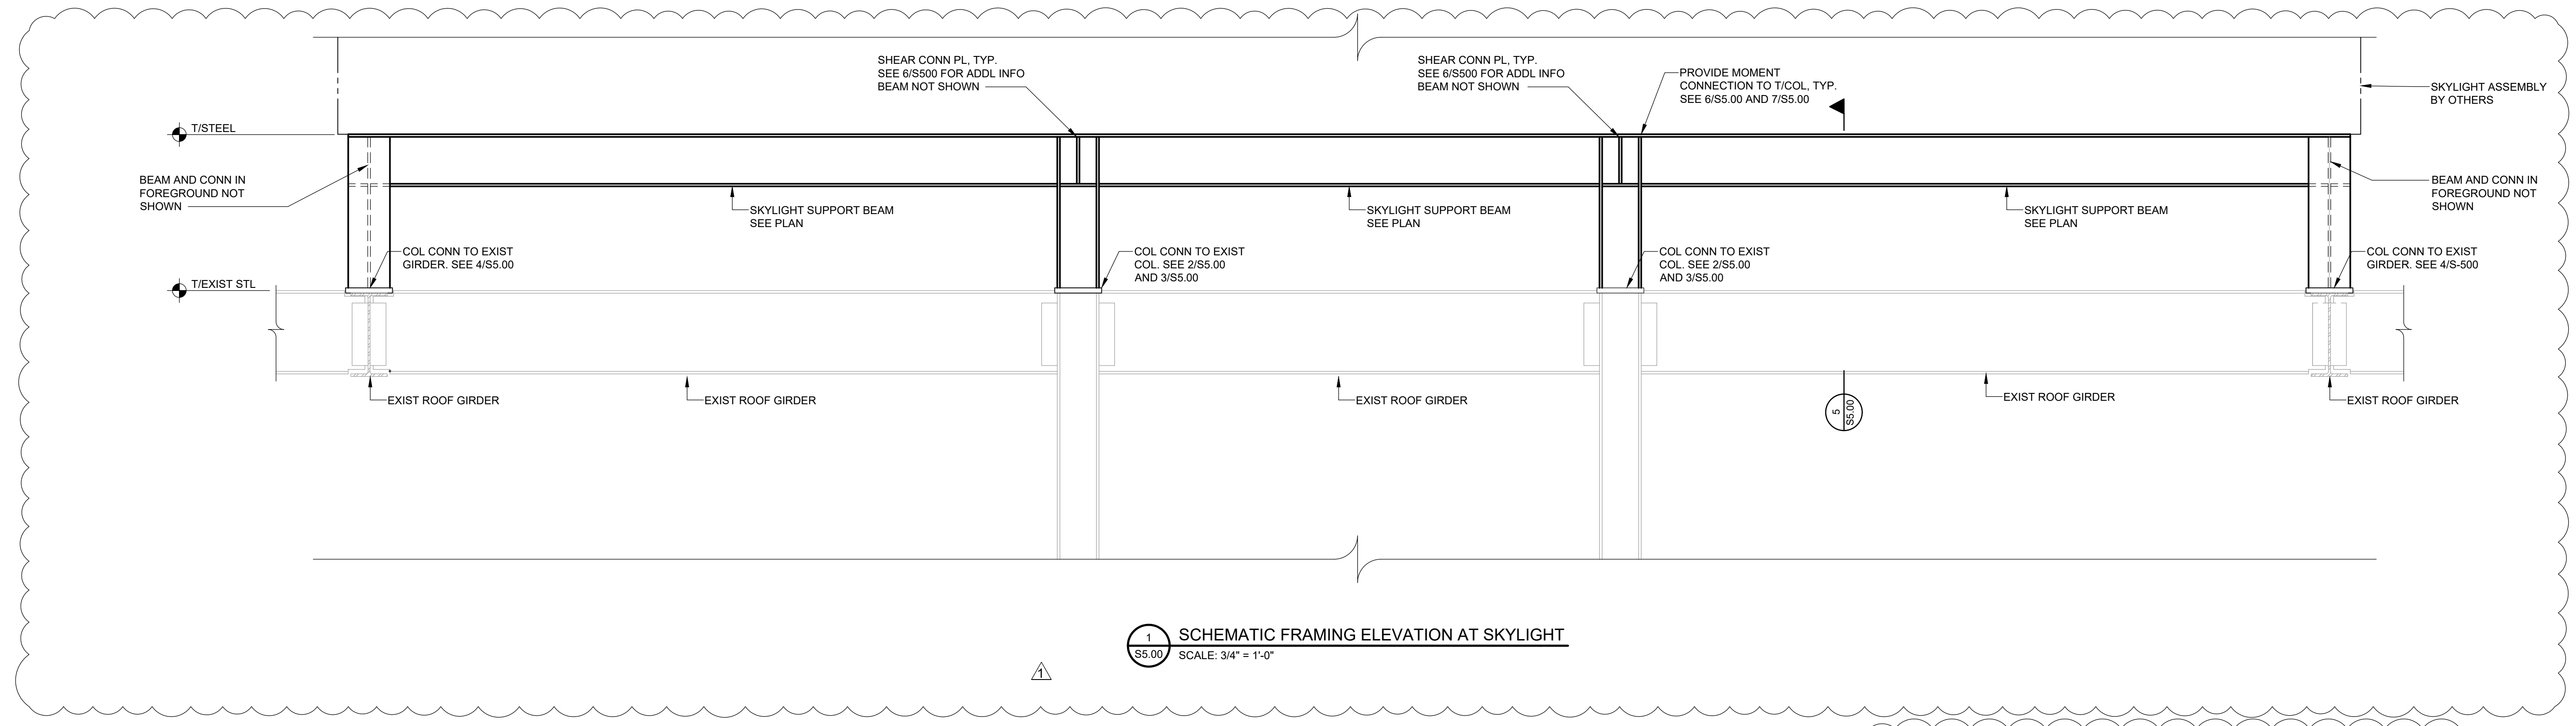 SHEAR CONN PL, TYP.
SEE 6/S500 FOR ADDL INFO
BEAM NOT SHOWN
SHEAR CONN PL, TYP.
SEE 6/S500 FOR ADDL INFO
BEAM NOT SHOWN
PROVIDE MOMENT
CONNECTION TO T/COL, TYP.
SEE 6/S5.00 AND 7/S5.00
SKYLIGHT ASSEMBLY
BY OTHERS
T/STEEL
BEAM AND CONN IN
FOREGROUND NOT
SHOWN
SKYLIGHT SUPPORT BEAM
SEE PLAN
SKYLIGHT SUPPORT BEAM
SEE PLAN
SKYLIGHT SUPPORT BEAM
SEE PLAN
BEAM AND CONN IN
FOREGROUND NOT
SHOWN
COL CONN TO EXIST
GIRDER. SEE 4/S5.00
COL CONN TO EXIST
COL. SEE 2/S5.00
AND 3/S5.00
COL CONN TO EXIST
COL. SEE 2/S5.00
AND 3/S5.00
COL CONN TO EXIST
GIRDER. SEE 4/S-500
T/EXIST STL
EXIST ROOF GIRDER
EXIST ROOF GIRDER
EXIST ROOF GIRDER
EXIST ROOF GIRDER
EXIST ROOF GIRDER
5
S5.00
1
S5.00
SCHEMATIC FRAMING ELEVATION AT SKYLIGHT
SCALE: 3/4" = 1'-0"
1